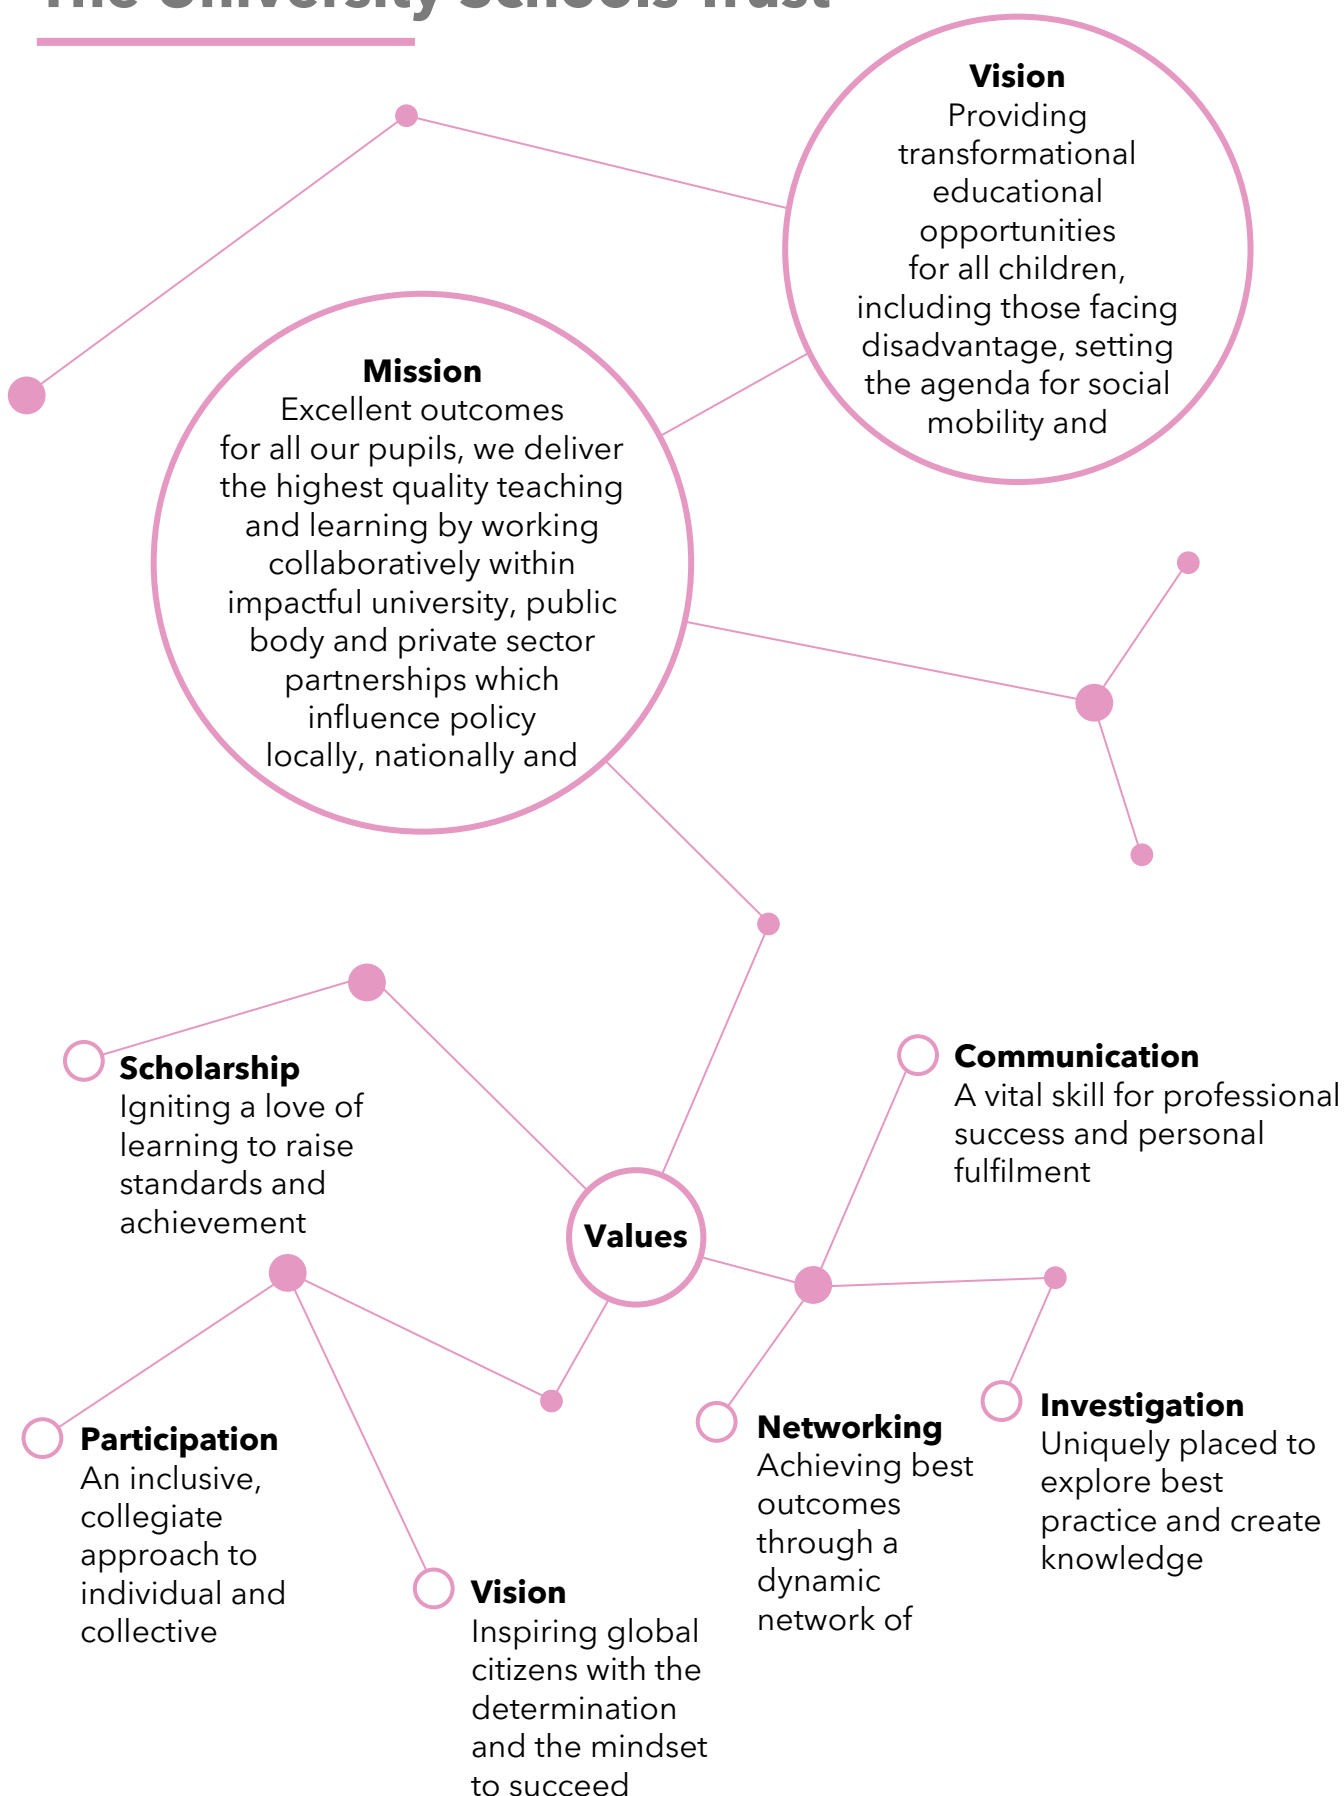 The University Schools Trust
Vision
Providing
transformational
educational
opportunities
for all children,
including those facing
disadvantage, setting
the agenda for social
mobility and
Mission
Excellent outcomes
for all our pupils, we deliver
the highest quality teaching
and learning by working
collaboratively within
impactful university, public
body and private sector
partnerships which
influence policy
locally, nationally and
Scholarship
Igniting a love of
learning to raise
standards and
achievement
Communication
A vital skill for professional
success and personal
fulfilment
Values
Participation
An inclusive,
collegiate
approach to
individual and
collective
Vision
Inspiring global
citizens with the
determination
and the mindset
to succeed
Networking
Achieving best
outcomes
through a
dynamic
network of
Investigation
Uniquely placed to
explore best
practice and create
knowledge